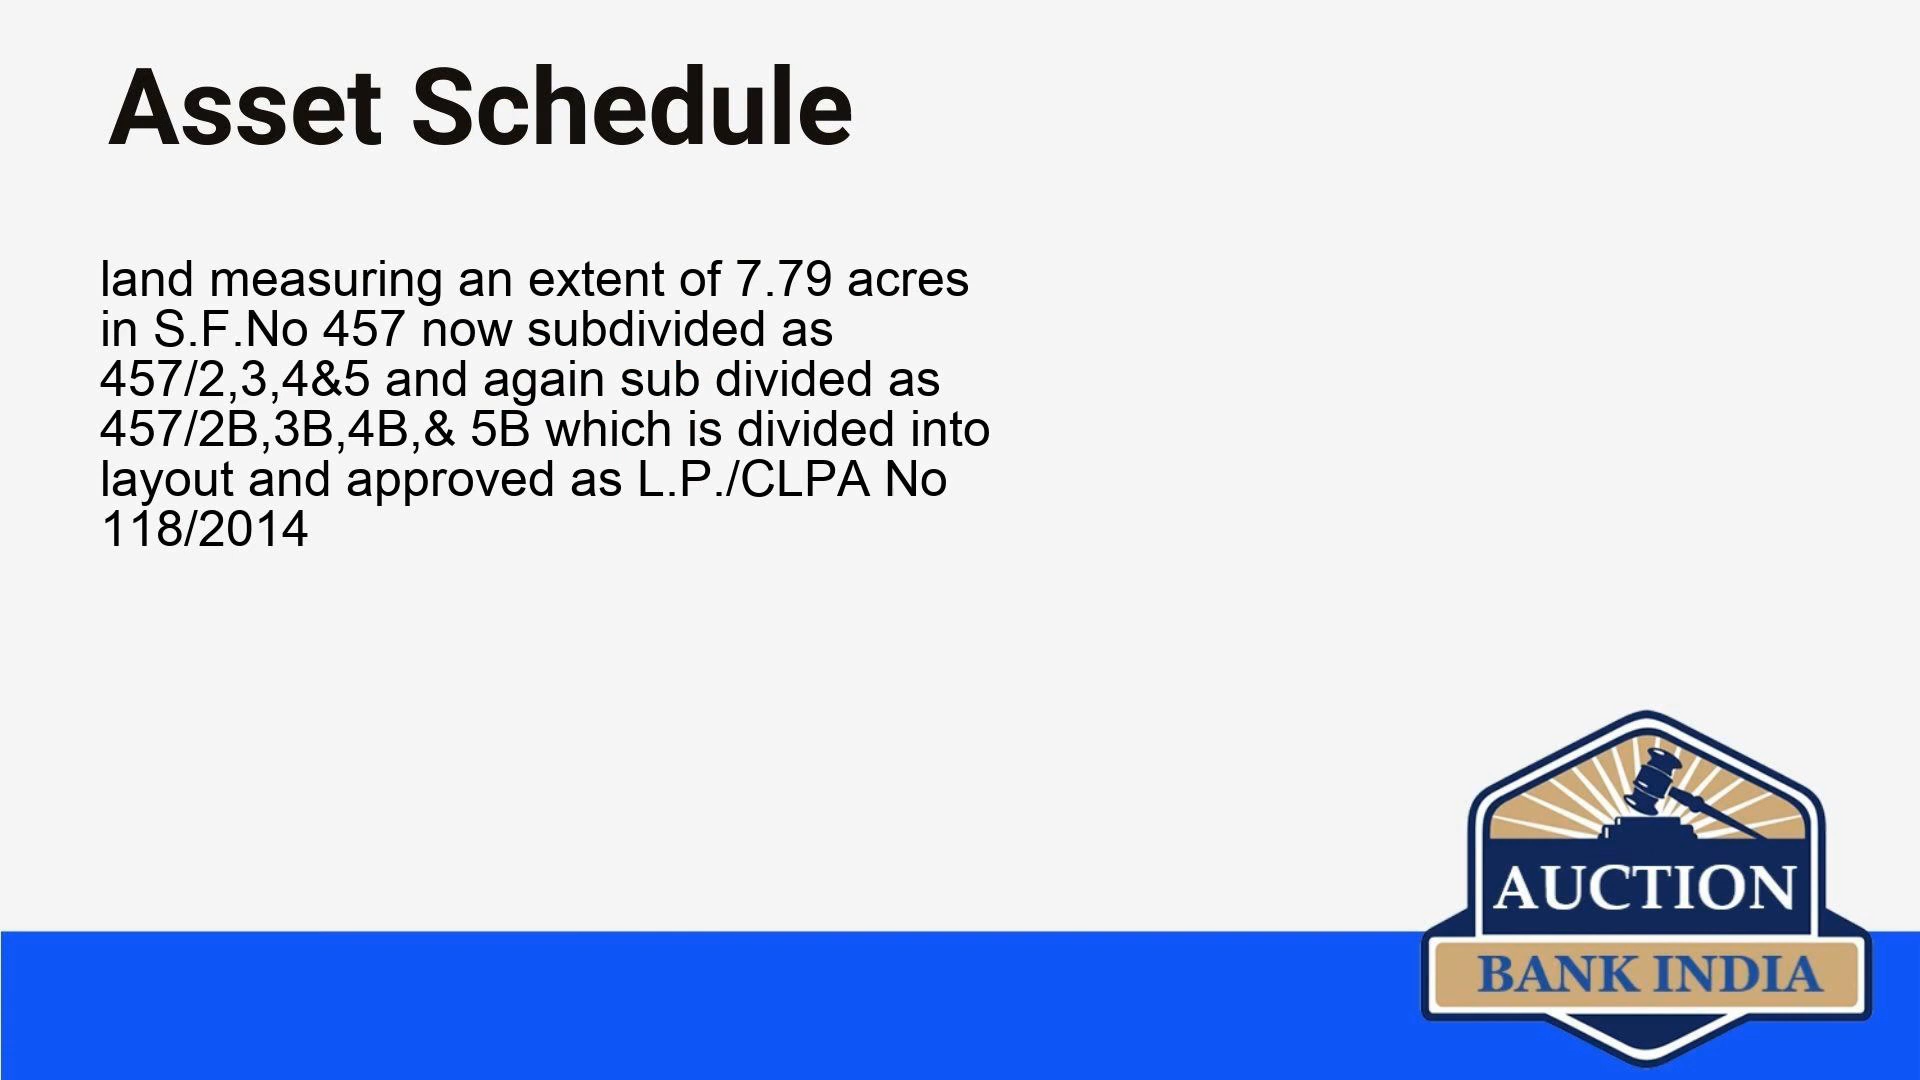 Asset Schedule
land measuring an extent of 7.79 acres
in S.F.No 457 now subdivided as
457/2,3,4&5 and again sub divided as
457/2B,3B,4B,& 5B which is divided into
layout and approved as L.P./CLPA No
118/2014
AUCTION
BANK INDIA